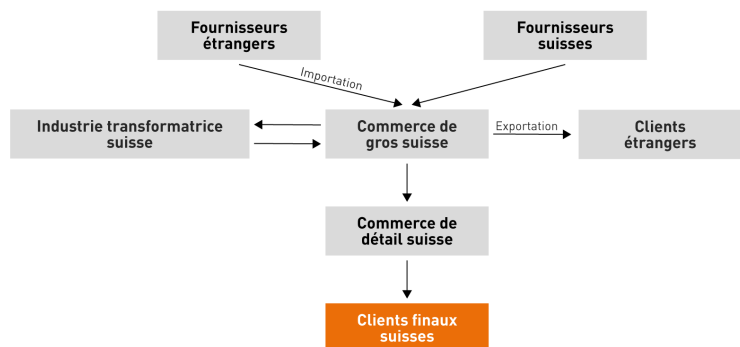 Fournisseurs
étrangers
Fournisseurs
suisses
Importation
Industrie transformatrice
suisse
Commerce de
gros suisse
Exportation
Clients
étrangers
Commerce de
détail suisse
Clients finaux
suisses